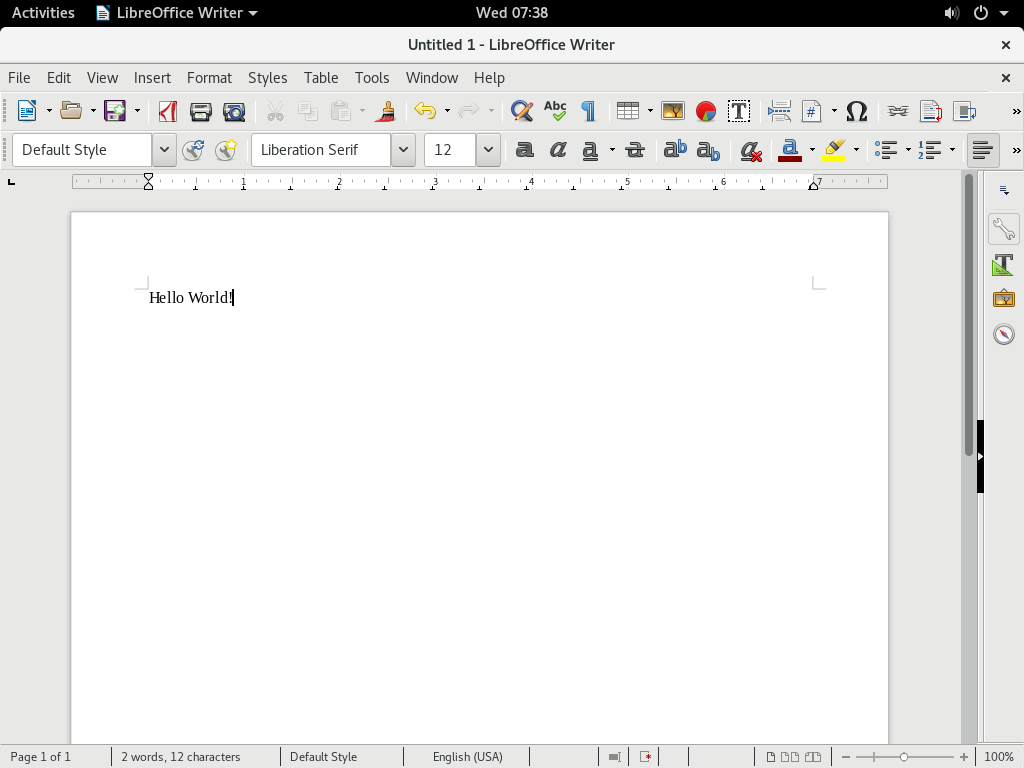 Activities LibreOffice Writer Wed 07:38
Untitled 1 - LibreOffice Writer
File Edit View Insert Format Styles Table Tools Window Help
Default Style Liberation Serif 12
1 2 3 4 5 6 7
Hello World!
Page 1 of 1 2 words, 12 characters Default Style English (USA) 100%